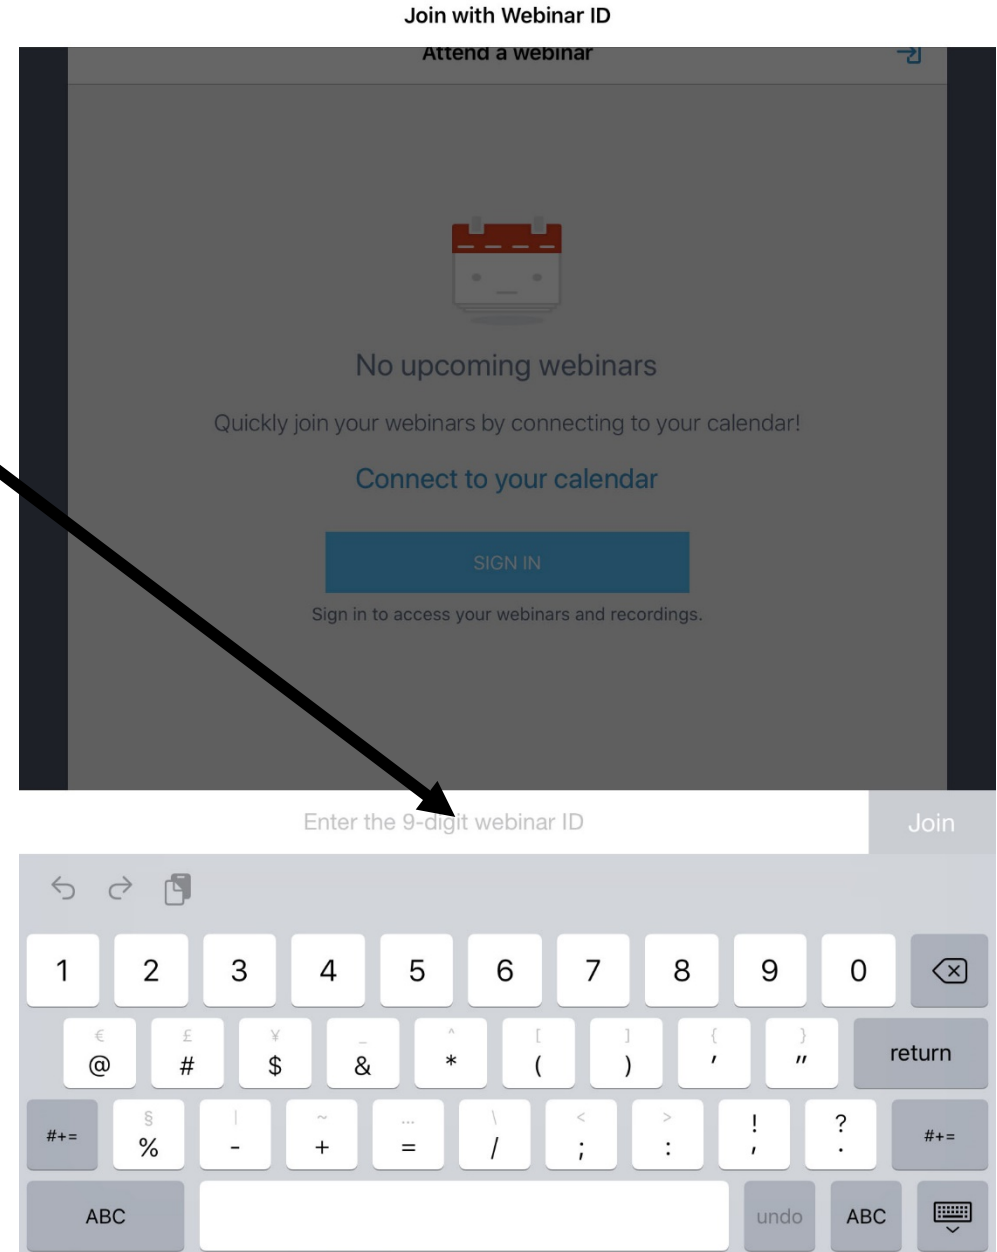 Join with Webinar ID
Attend a webinar
No upcoming webinars
Quickly join your webinars by connecting to your calendar!
Connect to your calendar
SIGN IN
Sign in to access your webinars and recordings.
Enter the 9-digit webinar ID Join
1 2 3 4 5 6 7 8 9 0
€ £ ¥ _ ^ [ ] { }
@ # $ & * ( ) ' " return
§ | ~ … \ < > ! ?
#+= % - + = / ; : , . #+=
ABC undo ABC